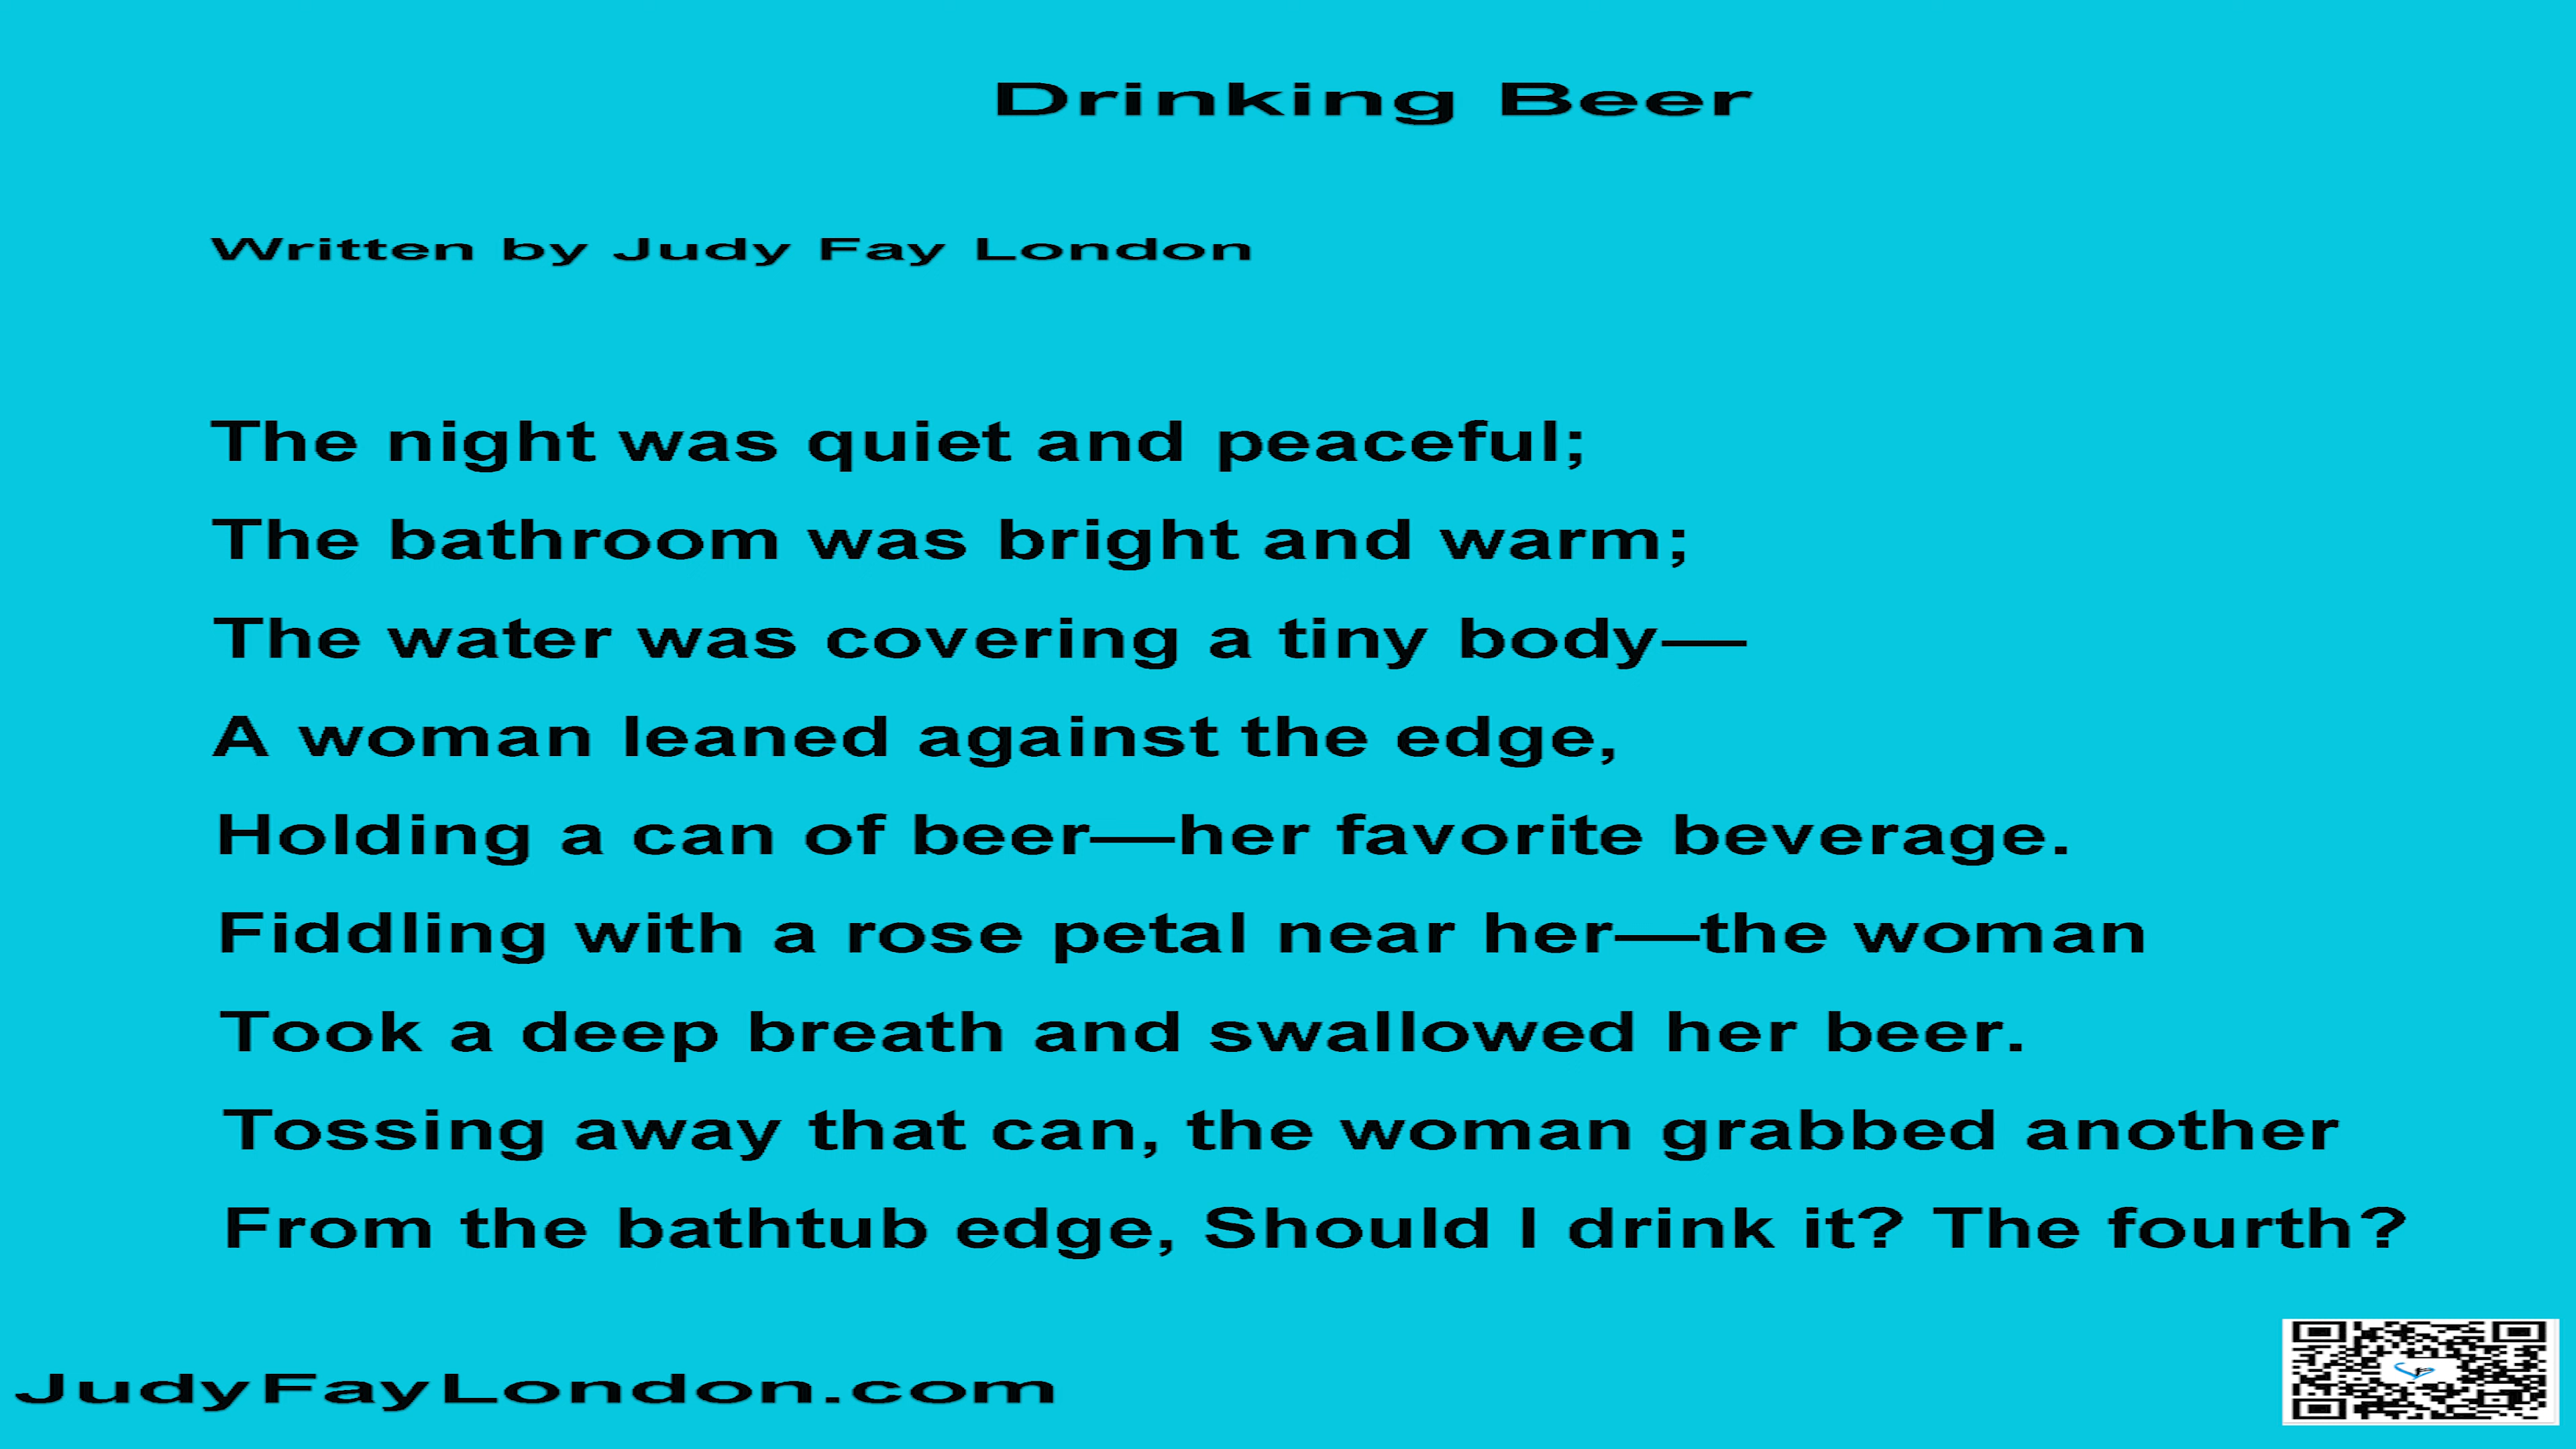 Drinking Beer
Written by Judy Fay London
The night was quiet and peaceful;
The bathroom was bright and warm;
The water was covering a tiny body—
A woman leaned against the edge,
Holding a can of beer—her favorite beverage.
Fiddling with a rose petal near her—the woman
Took a deep breath and swallowed her beer.
Tossing away that can, the woman grabbed another
From the bathtub edge, Should I drink it? The fourth?
JudyFayLondon.com